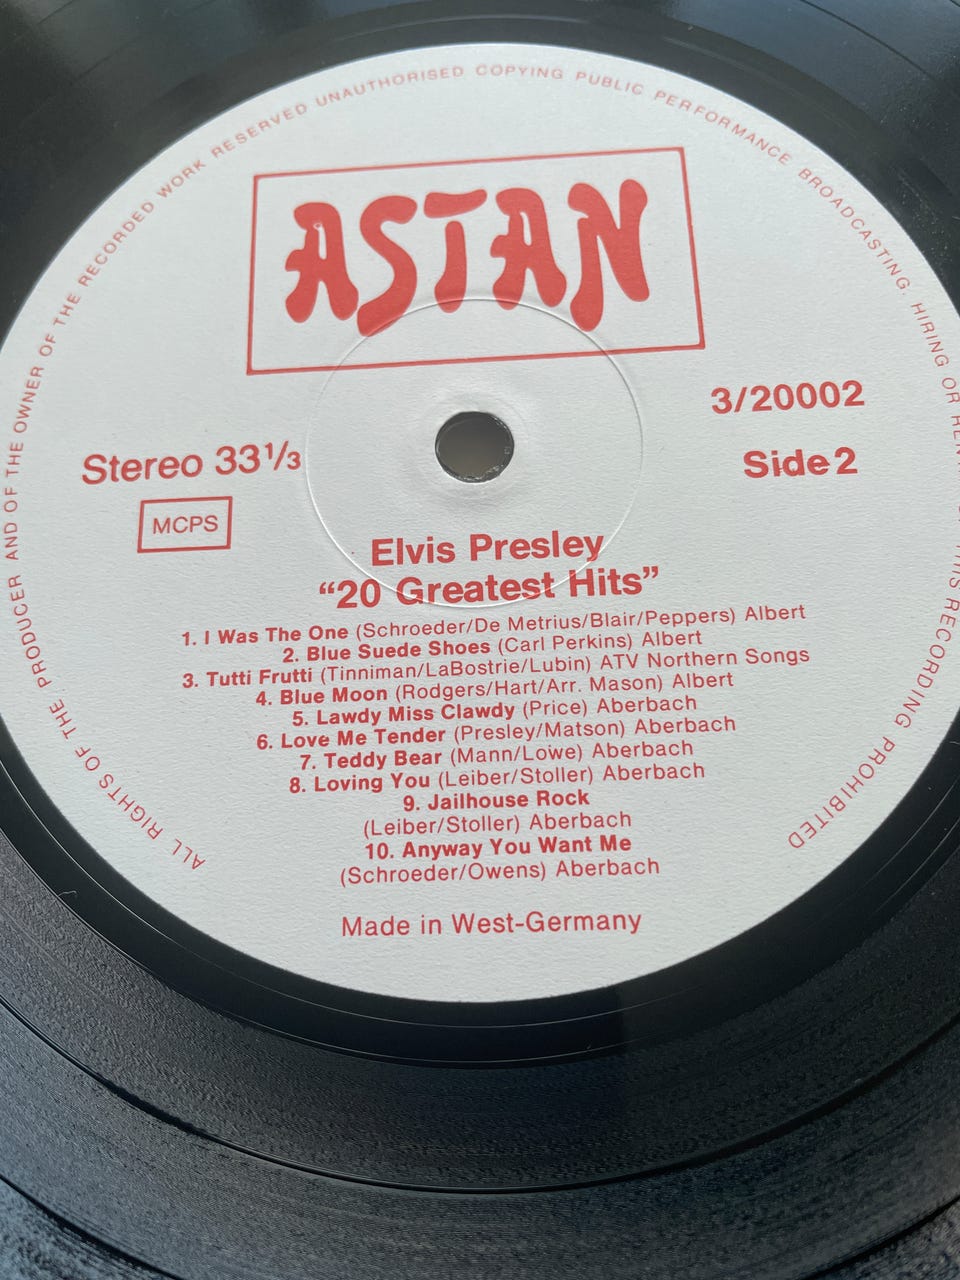 ALL RIGHTS OF THE PRODUCER AND OF THE OWNER OF THE RECORDED WORK RESERVED UNAUTHORISED COPYING PUBLIC PERFORMANCE BROADCASTING. HIRING OR THIS RECORDING PROHIBITED
ASTAN
3/20002
Stereo 33⅓
Side 2
MCPS
Elvis Presley
“20 Greatest Hits”
1. I Was The One (Schroeder/De Metrius/Blair/Peppers) Albert
2. Blue Suede Shoes (Carl Perkins) Albert
3. Tutti Frutti (Tinniman/LaBostrie/Lubin) ATV Northern Songs
4. Blue Moon (Rodgers/Hart/Arr. Mason) Albert
5. Lawdy Miss Clawdy (Price) Aberbach
6. Love Me Tender (Presley/Matson) Aberbach
7. Teddy Bear (Mann/Lowe) Aberbach
8. Loving You (Leiber/Stoller) Aberbach
9. Jailhouse Rock
(Leiber/Stoller) Aberbach
10. Anyway You Want Me
(Schroeder/Owens) Aberbach
Made in West-Germany